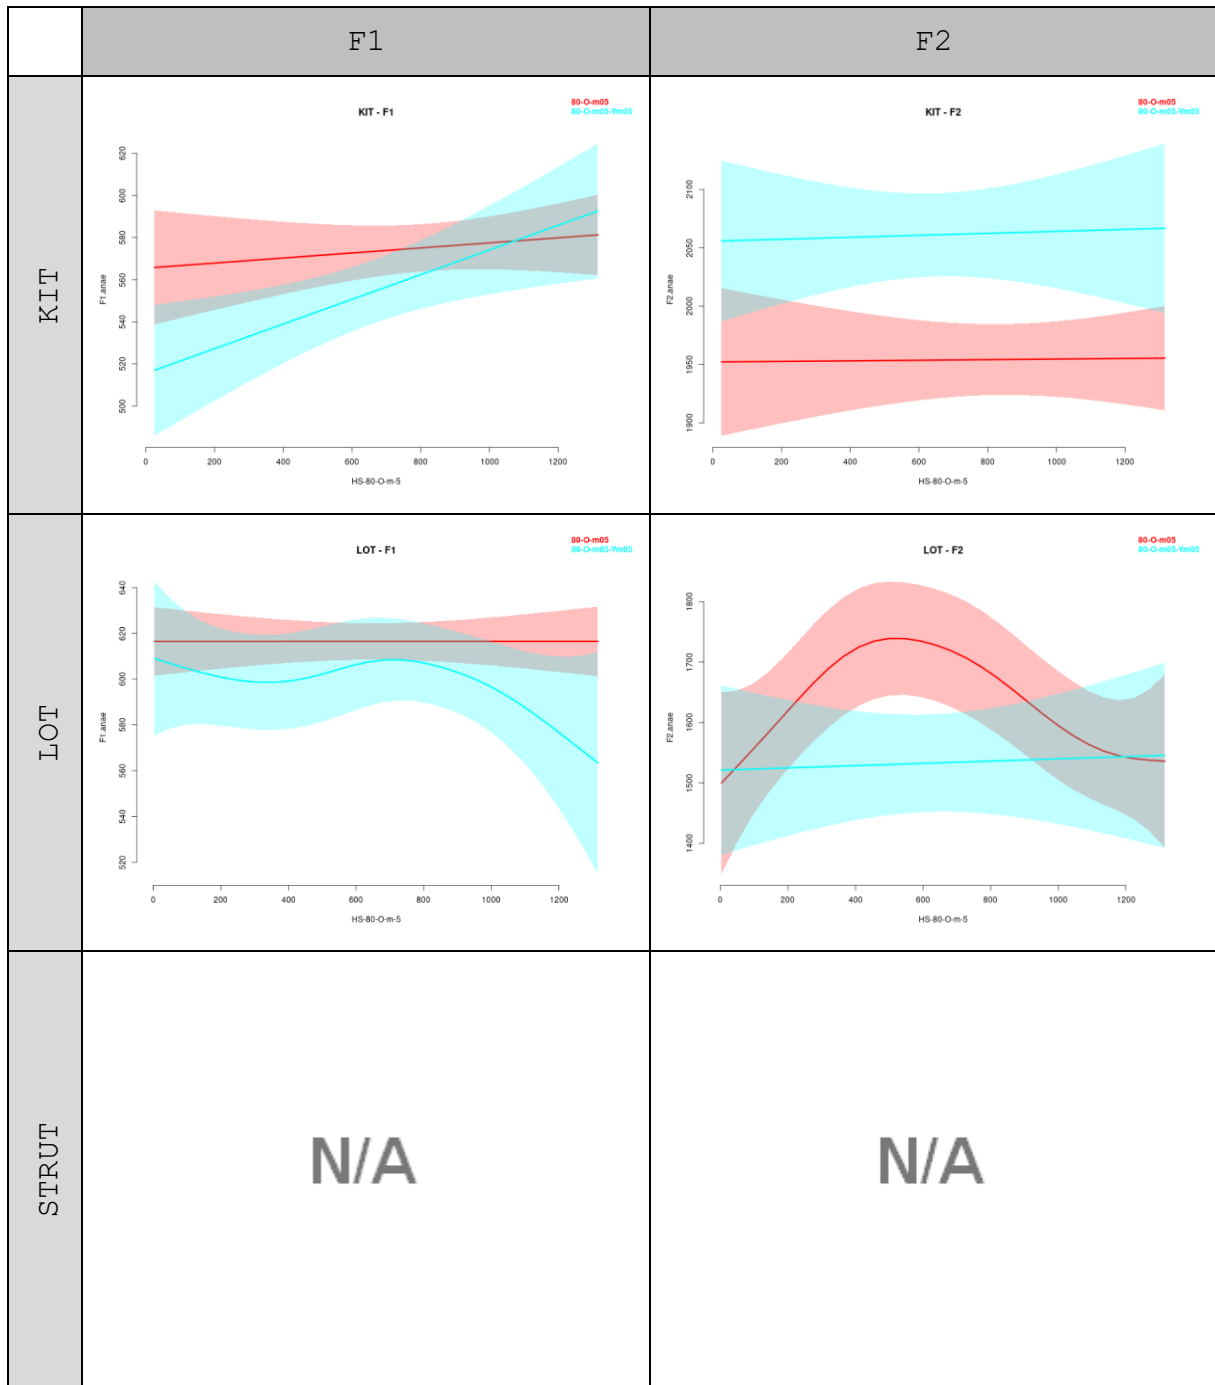 F1
F2
KIT
KIT - F1
80-O-m05
80-O-m05-Ym05
F1.anae
500
520
540
560
580
600
620
0 200 400 600 800 1000 1200
HS-80-O-m-5
KIT - F2
80-O-m05
80-O-m05-Ym05
F2.anae
1900
1950
2000
2050
2100
0 200 400 600 800 1000 1200
HS-80-O-m-5
LOT
LOT - F1
80-O-m05
80-O-m05-Ym05
F1.anae
520
540
560
580
600
620
640
0 200 400 600 800 1000 1200
HS-80-O-m-5
LOT - F2
80-O-m05
80-O-m05-Ym05
F2.anae
1400
1500
1600
1700
1800
0 200 400 600 800 1000 1200
HS-80-O-m-5
STRUT
N/A
N/A